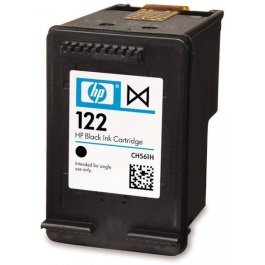 hp
122
HP Black Ink Cartridge
CH561H
Intended for single
use only.